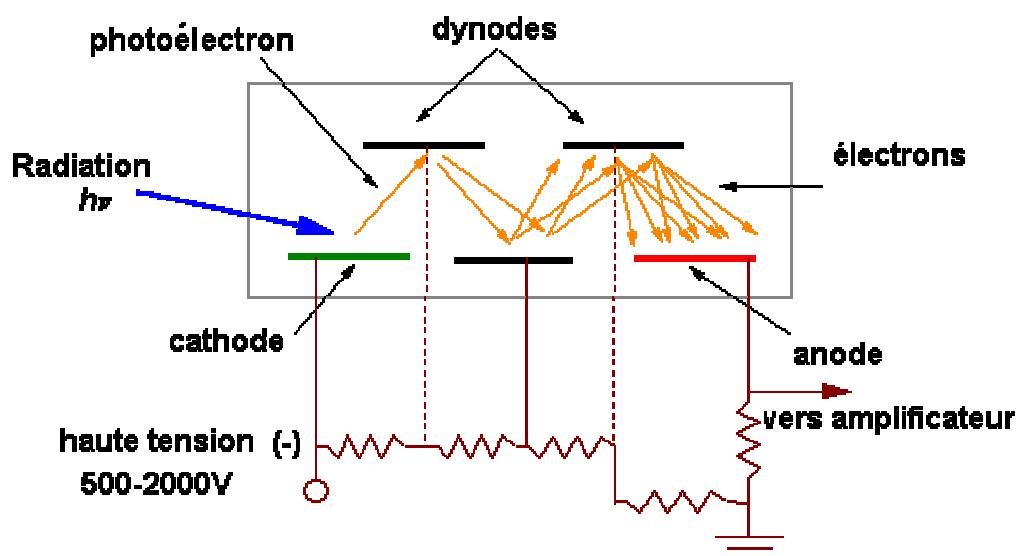 photoélectron
dynodes
Radiation
hν
électrons
cathode
anode
vers amplificateur
haute tension (-)
500-2000V